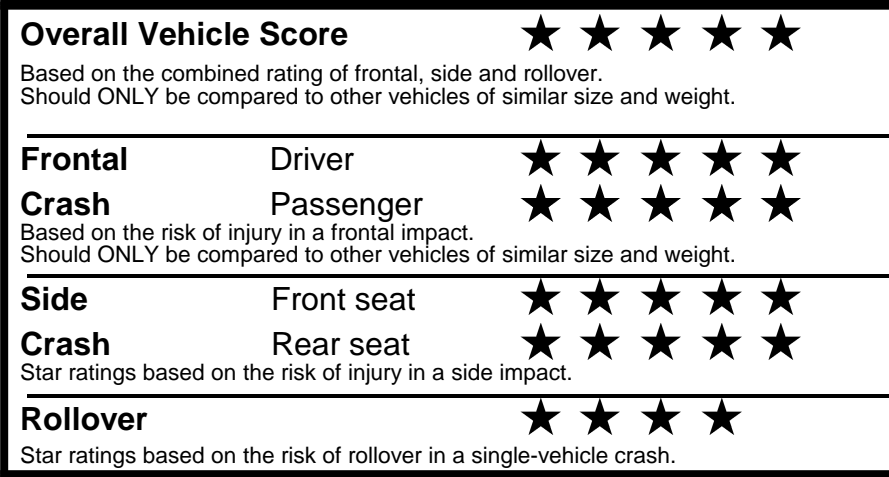 Overall Vehicle Score ★ ★ ★ ★ ★
Based on the combined rating of frontal, side and rollover.
Should ONLY be compared to other vehicles of similar size and weight.
Frontal Driver ★ ★ ★ ★ ★
Crash Passenger ★ ★ ★ ★ ★
Based on the risk of injury in a frontal impact.
Should ONLY be compared to other vehicles of similar size and weight.
Side Front seat ★ ★ ★ ★ ★
Crash Rear seat ★ ★ ★ ★ ★
Star ratings based on the risk of injury in a side impact.
Rollover ★ ★ ★ ★
Star ratings based on the risk of rollover in a single-vehicle crash.